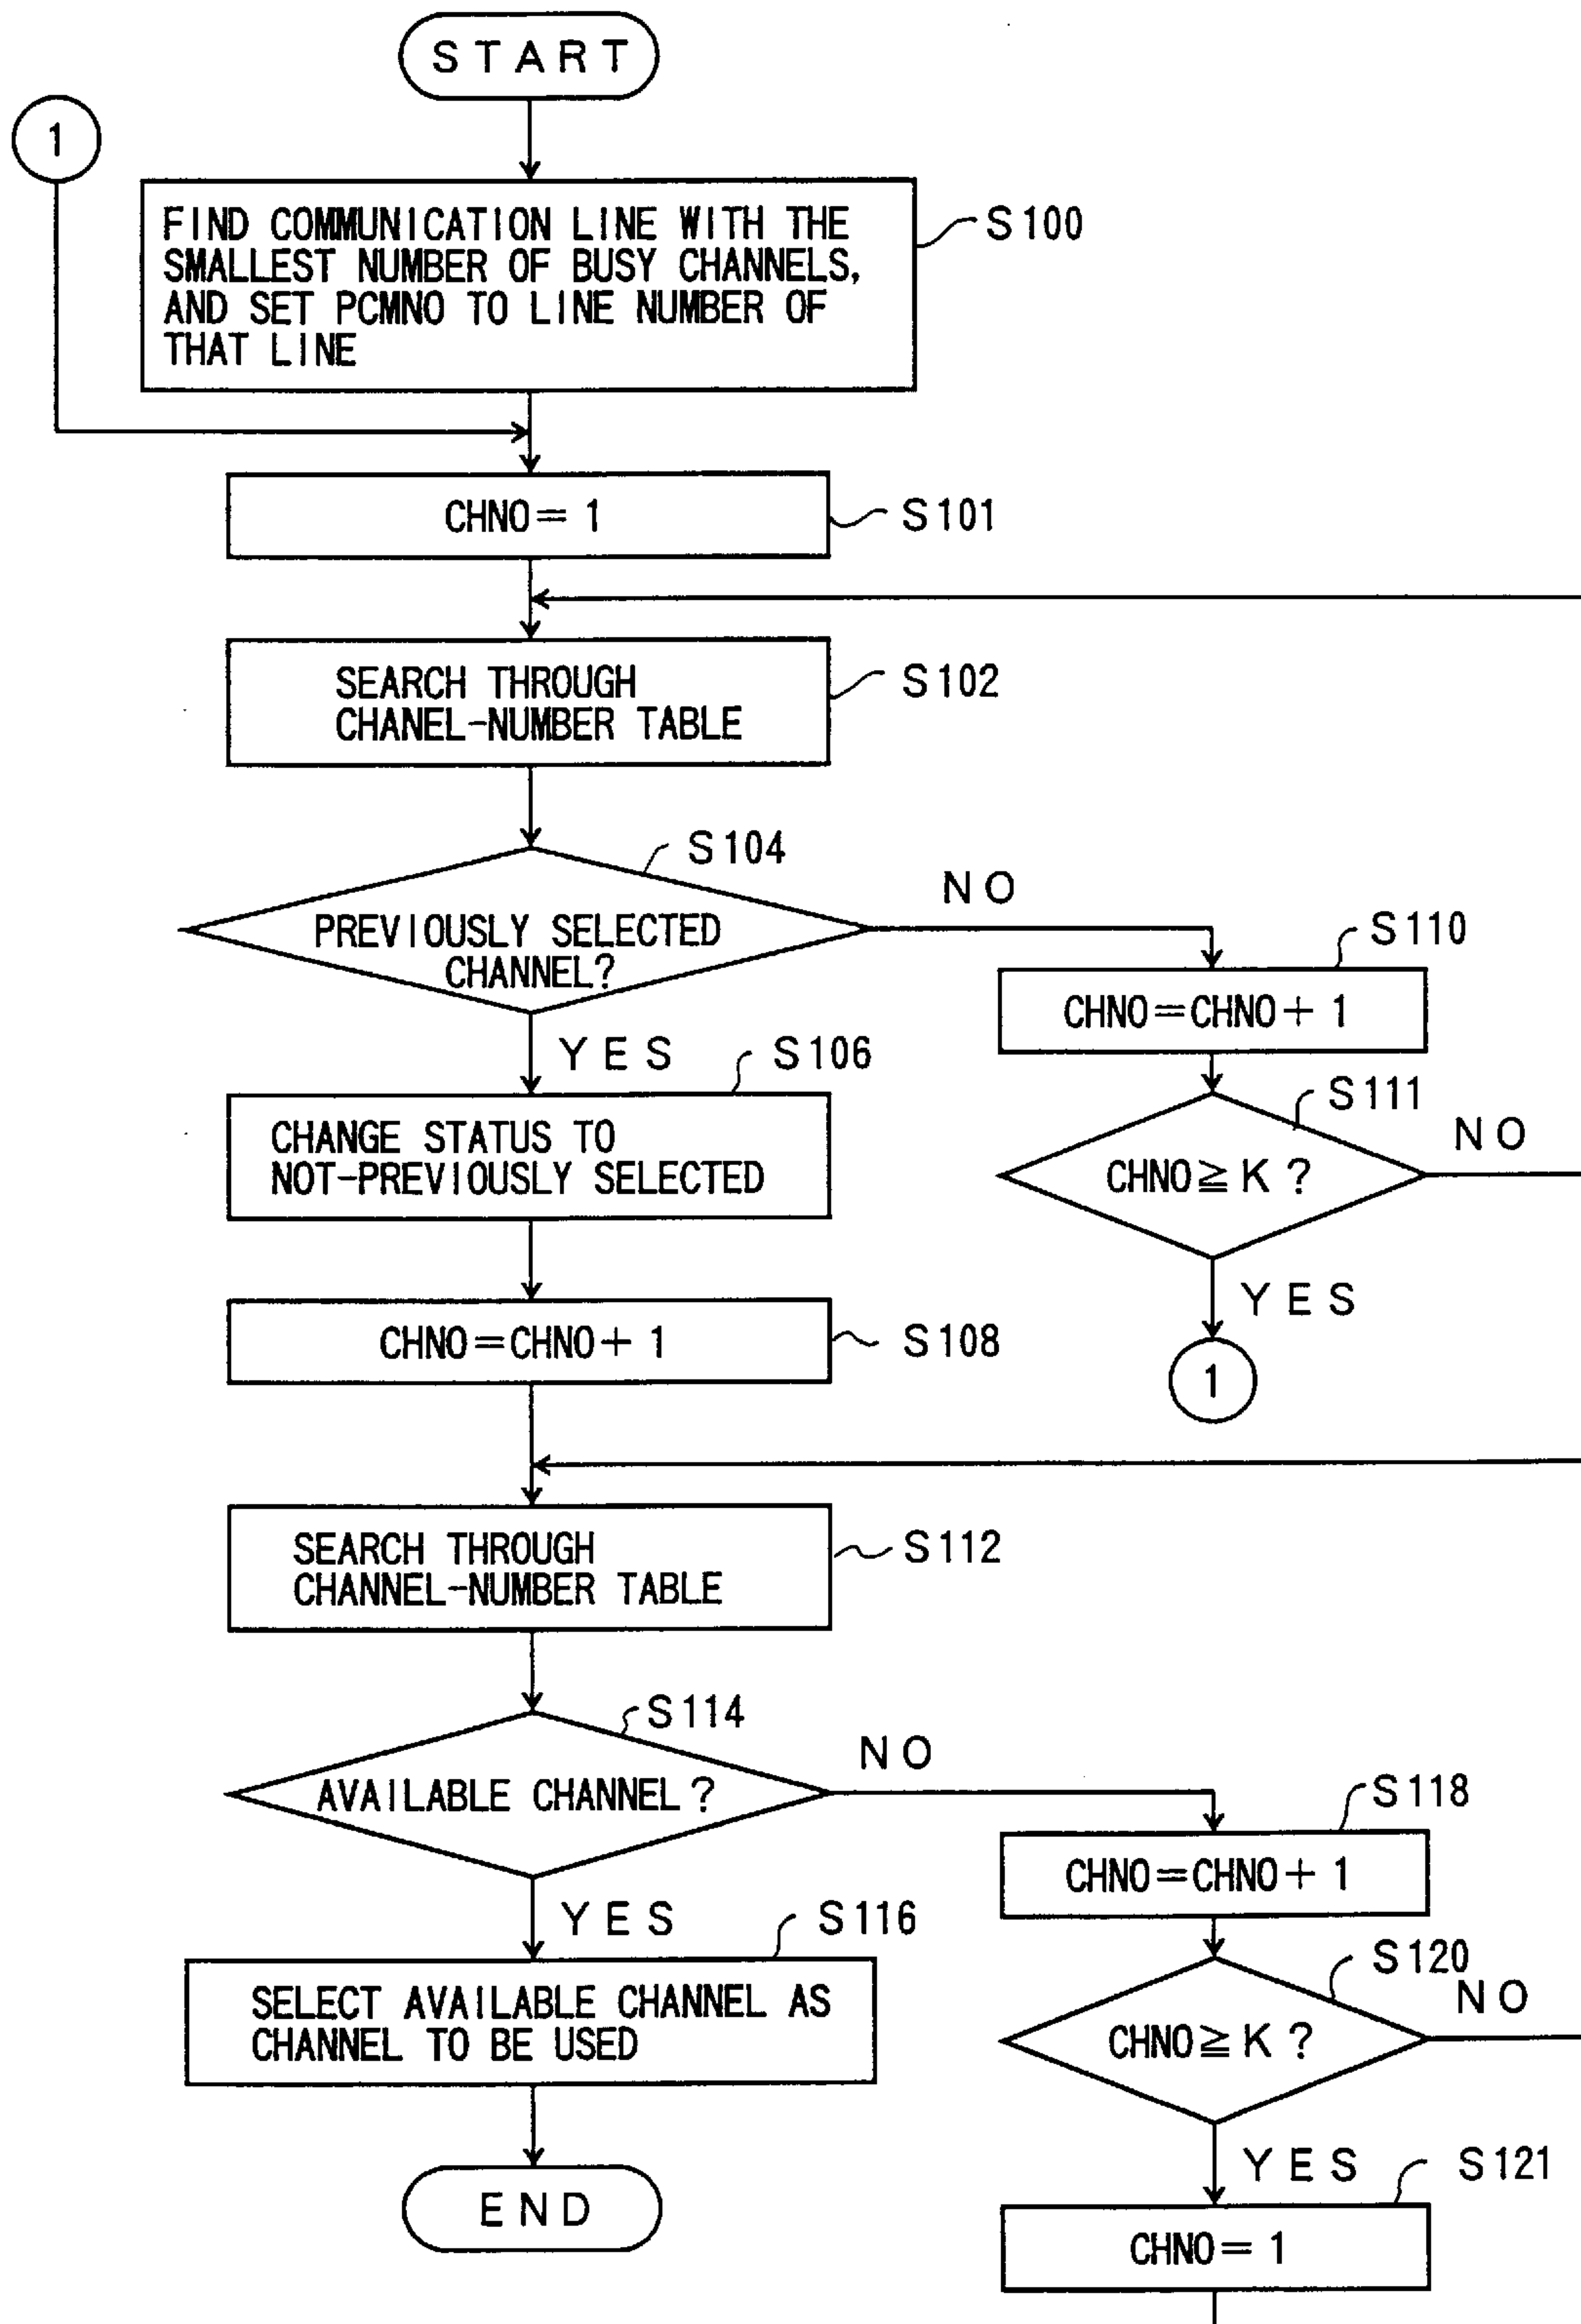 START
1
FIND COMMUNICATION LINE WITH THE
SMALLEST NUMBER OF BUSY CHANNELS,
AND SET PCMNO TO LINE NUMBER OF
THAT LINE
S100
CHNO=1
S101
SEARCH THROUGH
CHANEL-NUMBER TABLE
S102
S104
PREVIOUSLY SELECTED
CHANNEL?
NO
S110
CHNO=CHNO+1
YES
S106
CHANGE STATUS TO
NOT-PREVIOUSLY SELECTED
S111
CHNO≧K?
NO
YES
1
CHNO=CHNO+1
S108
SEARCH THROUGH
CHANNEL-NUMBER TABLE
S112
S114
AVAILABLE CHANNEL?
NO
S118
CHNO=CHNO+1
YES
S116
SELECT AVAILABLE CHANNEL AS
CHANNEL TO BE USED
S120
CHNO≧K?
NO
YES
S121
CHNO=1
END